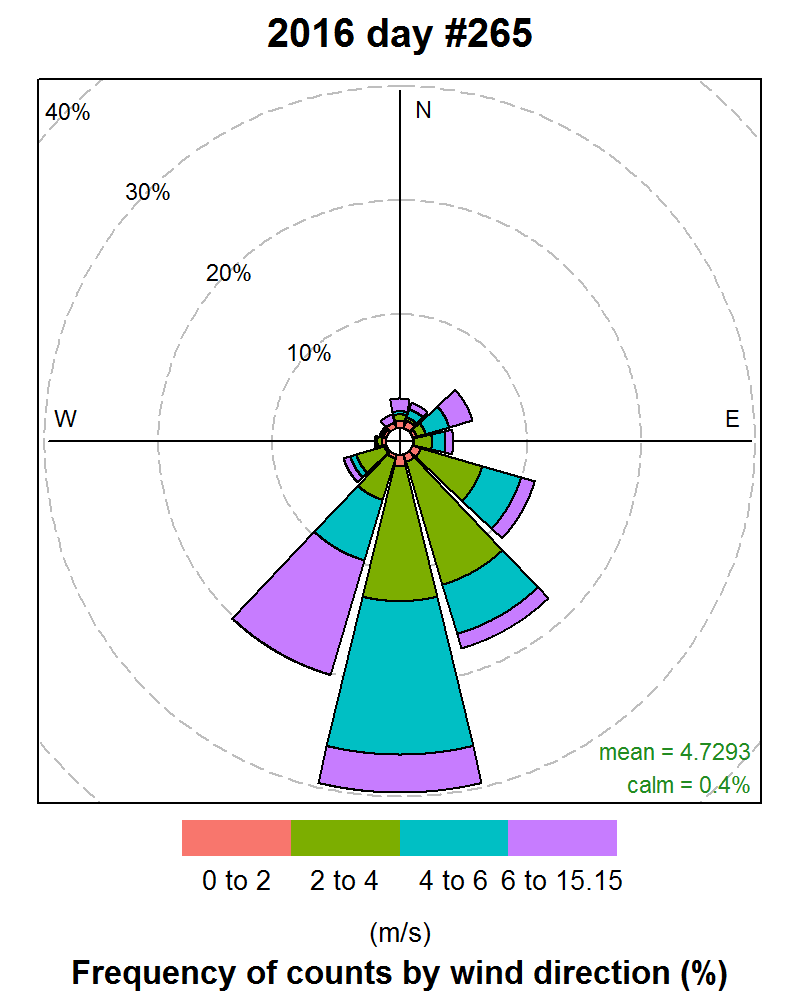 2016 day #265
N
40%
30%
20%
10%
W
E
mean = 4.7293
calm = 0.4%
0 to 2 2 to 4 4 to 6 6 to 15.15
(m/s)
Frequency of counts by wind direction (%)